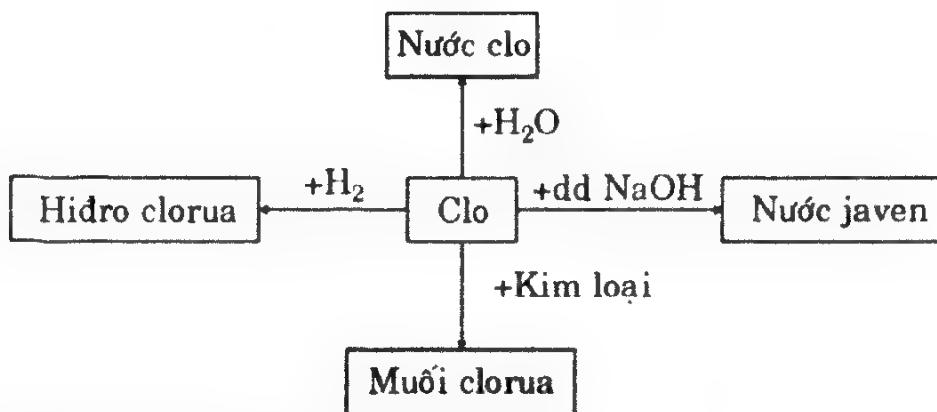 Nước clo
+H₂O
Hiđro clorua
+H₂
Clo
+dd NaOH
Nước javen
+Kim loại
Muối clorua